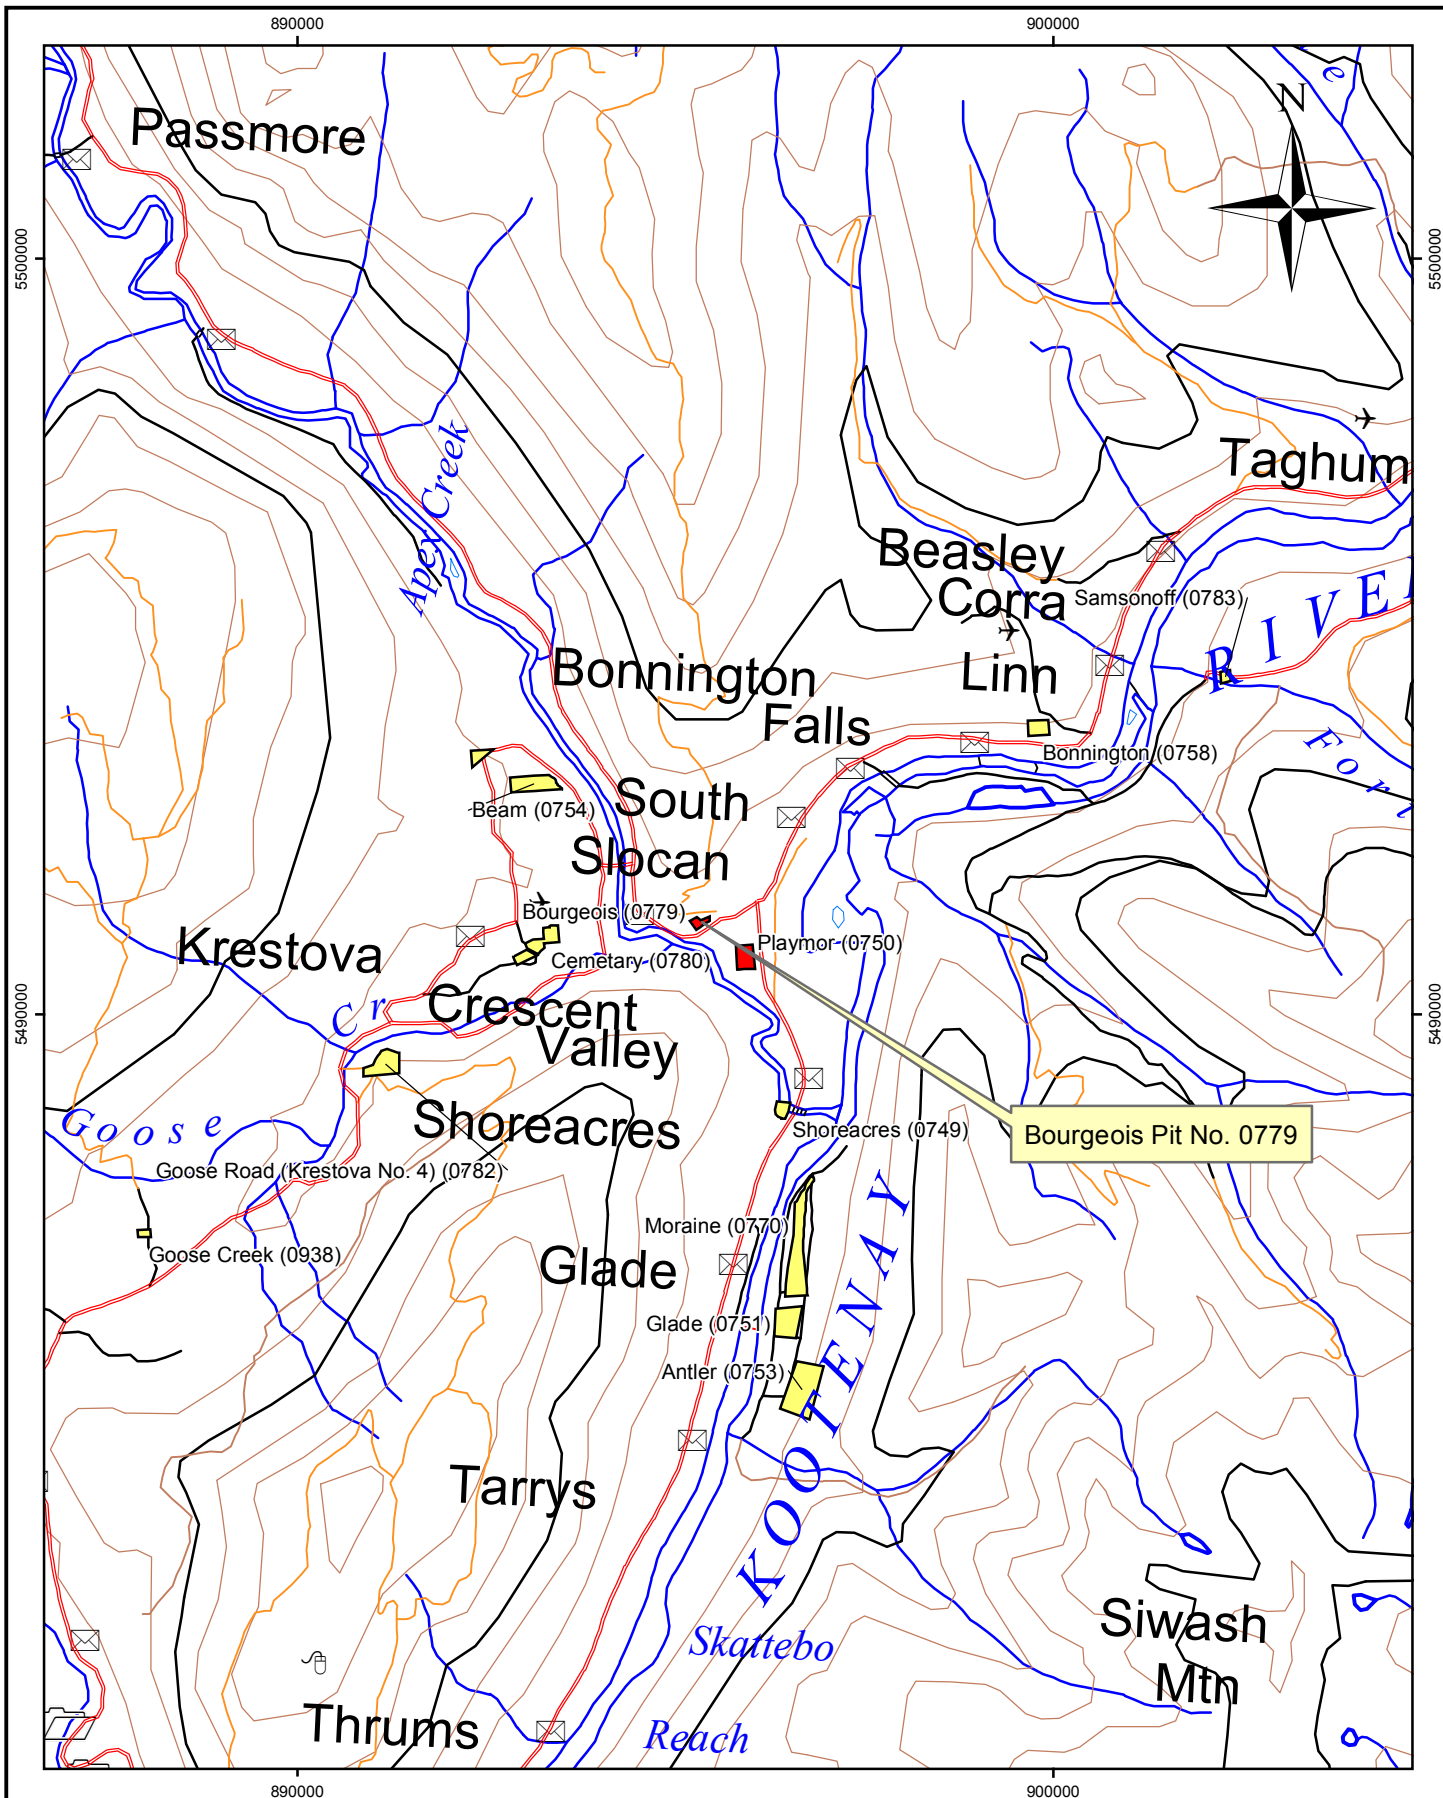 890000
900000
e
N
Passmore
5500000
5500000
Apex Creek
Taghum
Beasley
Corra
Linn
Samsonoff (0783)
RIVE
Bonnington
Falls
Bonnington (0758)
Beam (0754)
South
Slocan
Bourgeois (0779)
Playmor (0750)
Cemetary (0780)
Krestova
Cr
Crescent
Valley
5490000
5490000
Goose
Shoreacres
Shoreacres (0749)
Bourgeois Pit No. 0779
Goose Road (Krestova No. 4) (0782)
Goose Creek (0938)
Moraine (0770)
Glade
Glade (0751)
Antler (0753)
KOOTENAY
Tarrys
Siwash
Mtn
Skattebo
Reach
Thrums
890000
900000